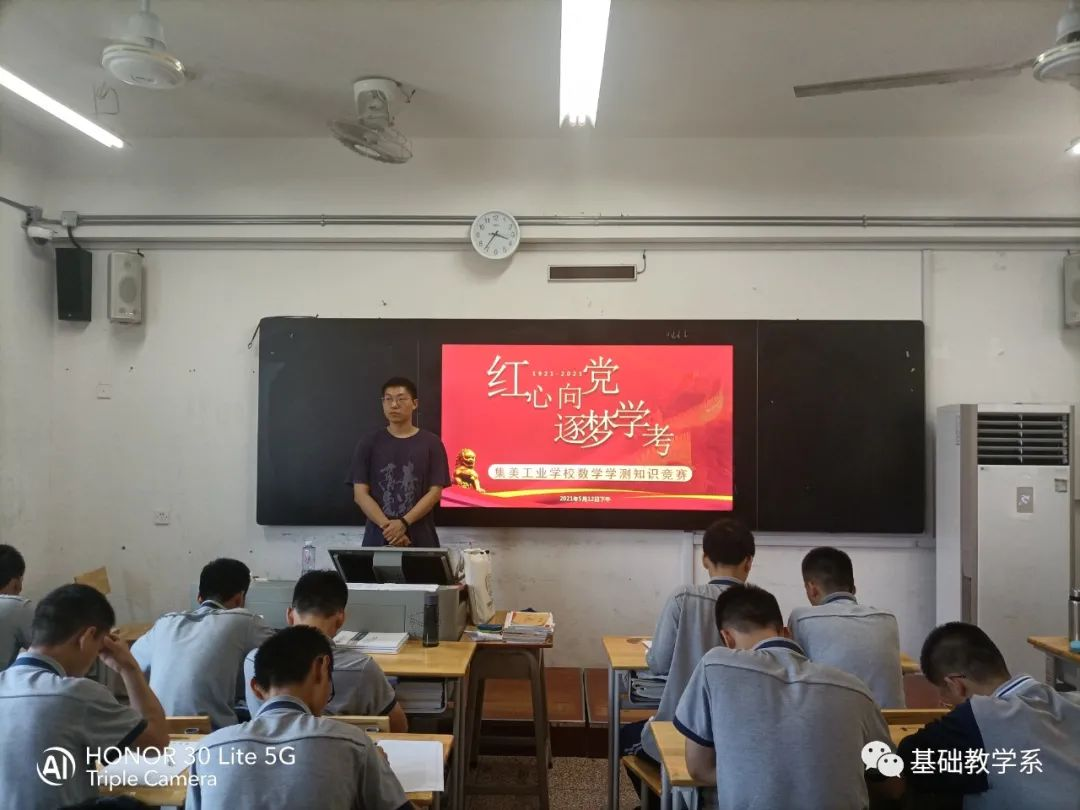 红心向党
1921-2021
逐梦学考
集美工业学校数学学测知识竞赛
2021年5月12日下午
AI
HONOR 30 Lite 5G
Triple Camera
基础教学系